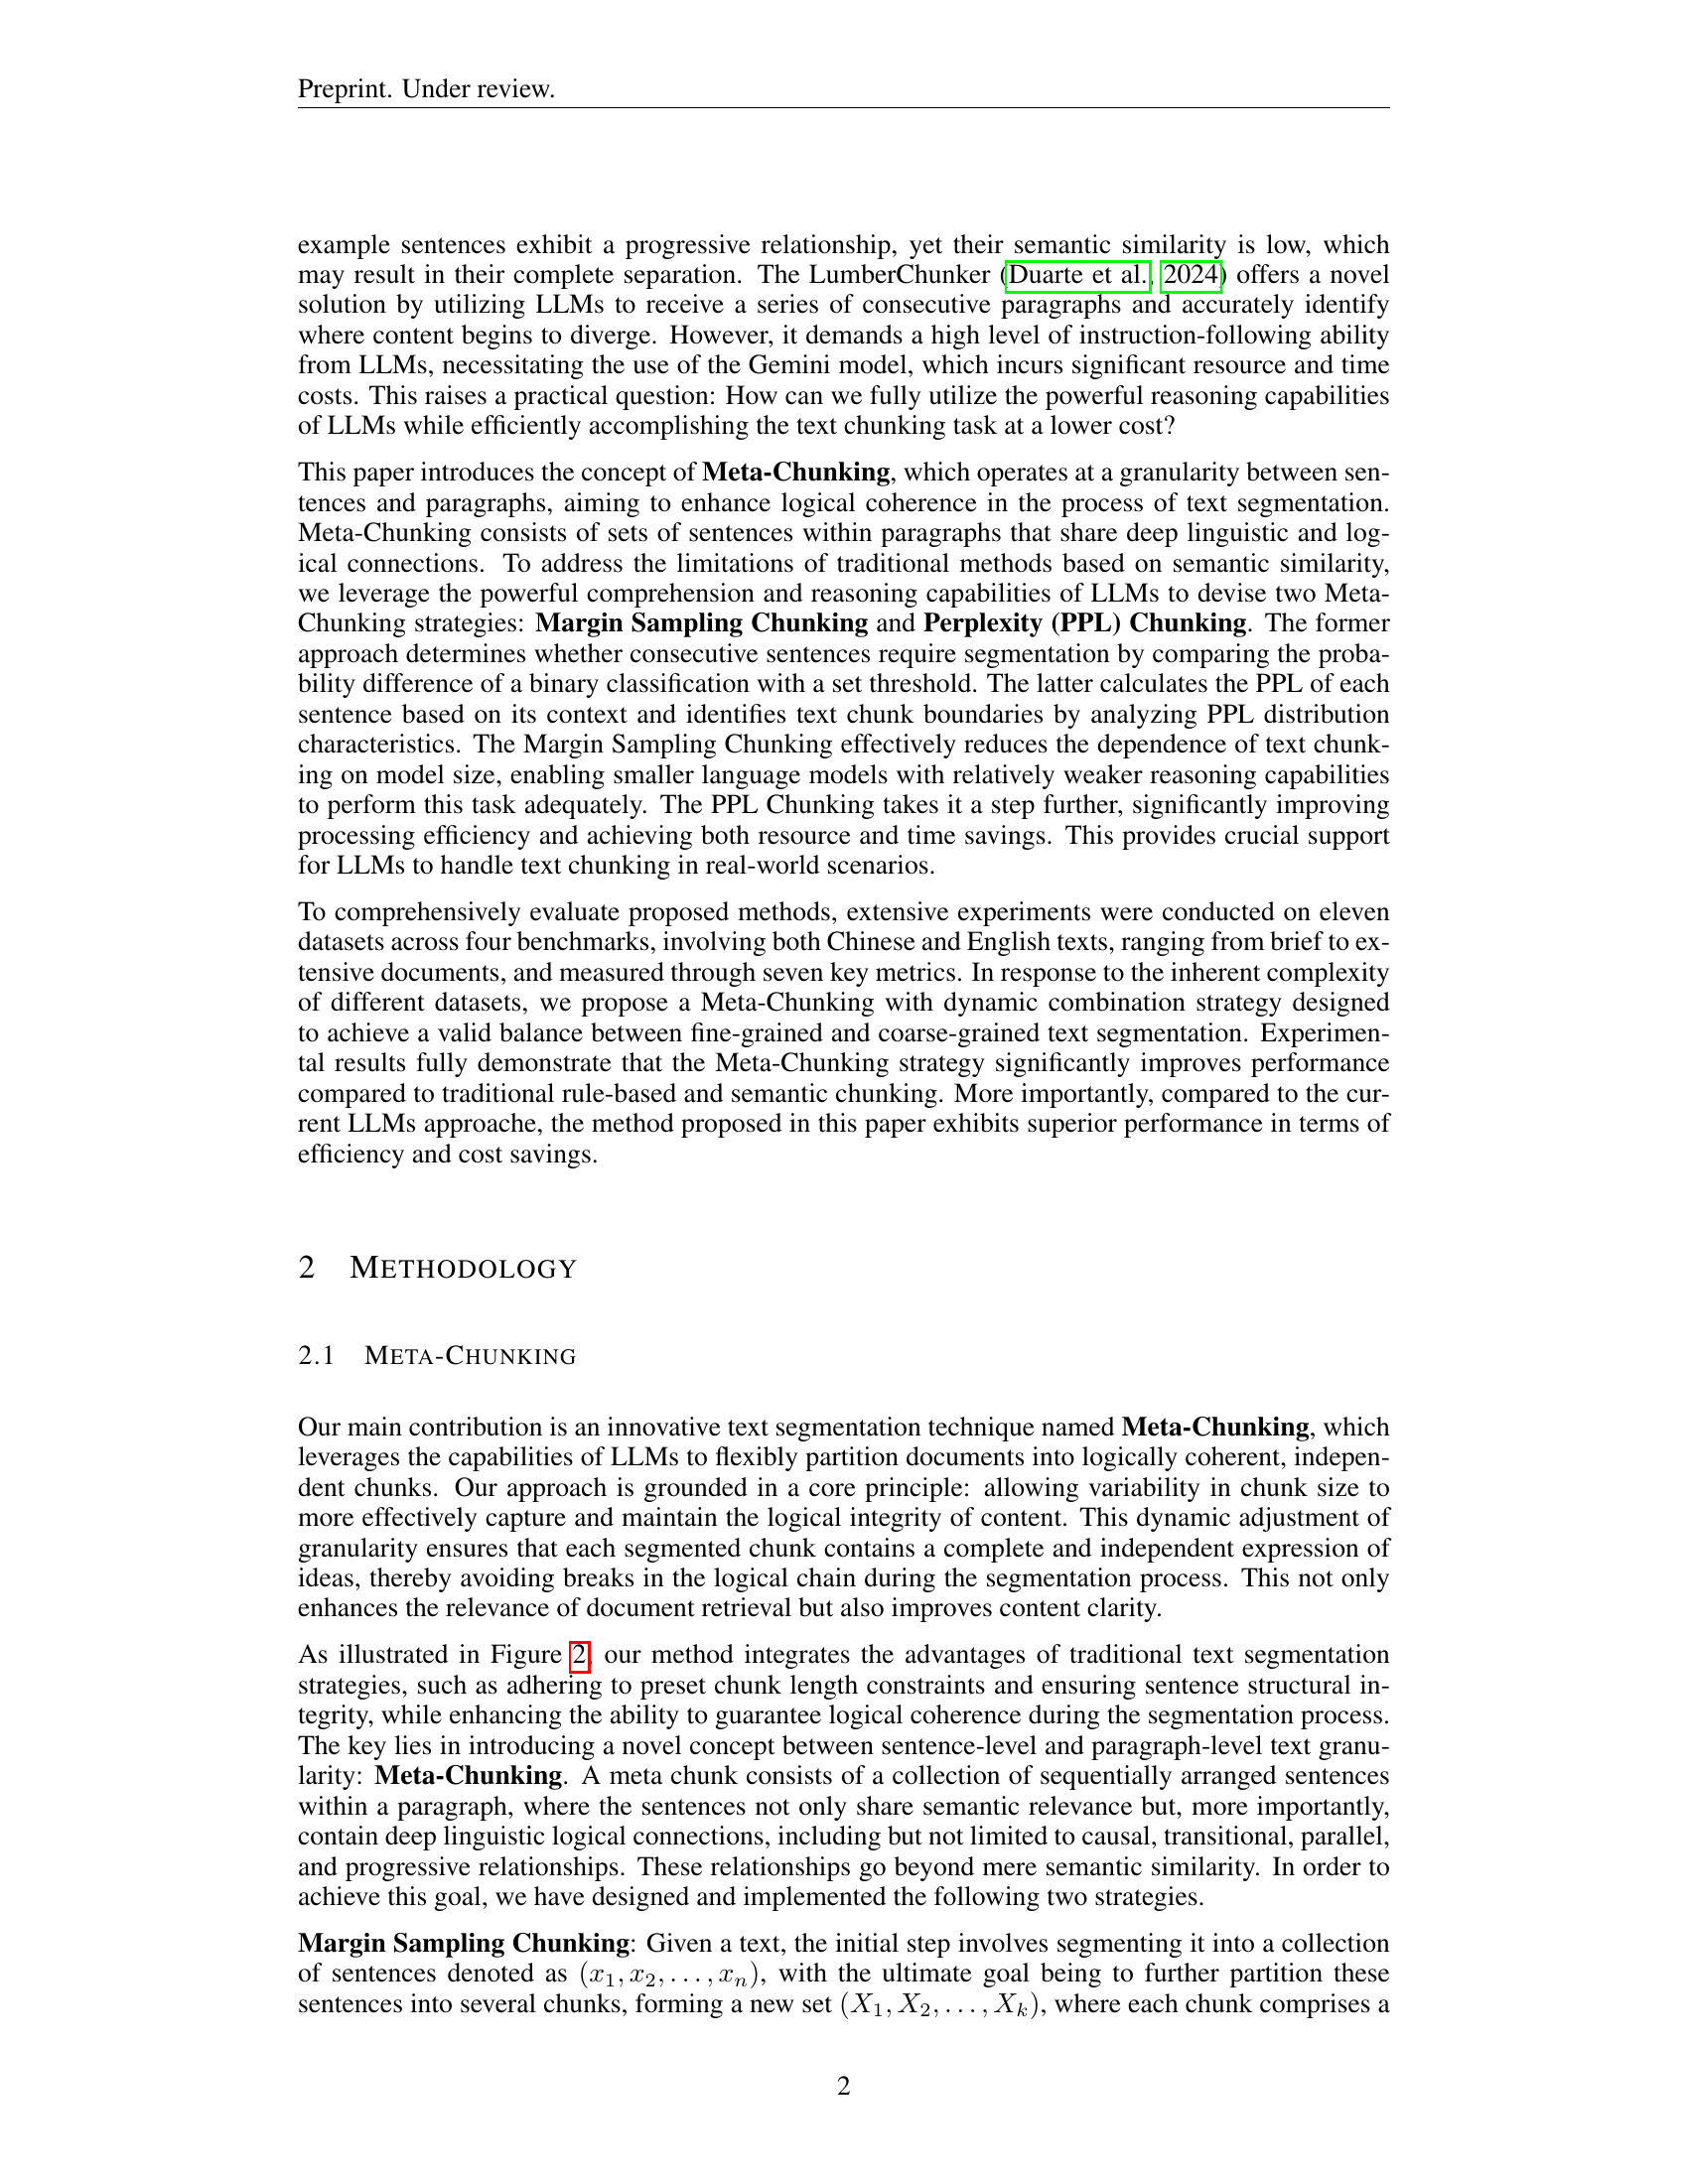 Preprint. Under review.
example sentences exhibit a progressive relationship, yet their semantic similarity is low, which
may result in their complete separation. The LumberChunker (Duarte et al., 2024) offers a novel
solution by utilizing LLMs to receive a series of consecutive paragraphs and accurately identify
where content begins to diverge. However, it demands a high level of instruction-following ability
from LLMs, necessitating the use of the Gemini model, which incurs significant resource and time
costs. This raises a practical question: How can we fully utilize the powerful reasoning capabilities
of LLMs while efficiently accomplishing the text chunking task at a lower cost?
This paper introduces the concept of Meta-Chunking, which operates at a granularity between sen-
tences and paragraphs, aiming to enhance logical coherence in the process of text segmentation.
Meta-Chunking consists of sets of sentences within paragraphs that share deep linguistic and log-
ical connections. To address the limitations of traditional methods based on semantic similarity,
we leverage the powerful comprehension and reasoning capabilities of LLMs to devise two Meta-
Chunking strategies: Margin Sampling Chunking and Perplexity (PPL) Chunking. The former
approach determines whether consecutive sentences require segmentation by comparing the proba-
bility difference of a binary classification with a set threshold. The latter calculates the PPL of each
sentence based on its context and identifies text chunk boundaries by analyzing PPL distribution
characteristics. The Margin Sampling Chunking effectively reduces the dependence of text chunk-
ing on model size, enabling smaller language models with relatively weaker reasoning capabilities
to perform this task adequately. The PPL Chunking takes it a step further, significantly improving
processing efficiency and achieving both resource and time savings. This provides crucial support
for LLMs to handle text chunking in real-world scenarios.
To comprehensively evaluate proposed methods, extensive experiments were conducted on eleven
datasets across four benchmarks, involving both Chinese and English texts, ranging from brief to ex-
tensive documents, and measured through seven key metrics. In response to the inherent complexity
of different datasets, we propose a Meta-Chunking with dynamic combination strategy designed
to achieve a valid balance between fine-grained and coarse-grained text segmentation. Experimen-
tal results fully demonstrate that the Meta-Chunking strategy significantly improves performance
compared to traditional rule-based and semantic chunking. More importantly, compared to the cur-
rent LLMs approache, the method proposed in this paper exhibits superior performance in terms of
efficiency and cost savings.
2 METHODOLOGY
2.1 META-CHUNKING
Our main contribution is an innovative text segmentation technique named Meta-Chunking, which
leverages the capabilities of LLMs to flexibly partition documents into logically coherent, indepen-
dent chunks. Our approach is grounded in a core principle: allowing variability in chunk size to
more effectively capture and maintain the logical integrity of content. This dynamic adjustment of
granularity ensures that each segmented chunk contains a complete and independent expression of
ideas, thereby avoiding breaks in the logical chain during the segmentation process. This not only
enhances the relevance of document retrieval but also improves content clarity.
As illustrated in Figure 2, our method integrates the advantages of traditional text segmentation
strategies, such as adhering to preset chunk length constraints and ensuring sentence structural in-
tegrity, while enhancing the ability to guarantee logical coherence during the segmentation process.
The key lies in introducing a novel concept between sentence-level and paragraph-level text granu-
larity: Meta-Chunking. A meta chunk consists of a collection of sequentially arranged sentences
within a paragraph, where the sentences not only share semantic relevance but, more importantly,
contain deep linguistic logical connections, including but not limited to causal, transitional, parallel,
and progressive relationships. These relationships go beyond mere semantic similarity. In order to
achieve this goal, we have designed and implemented the following two strategies.
Margin Sampling Chunking: Given a text, the initial step involves segmenting it into a collection
of sentences denoted as (x₁, x₂, . . . , xₙ), with the ultimate goal being to further partition these
sentences into several chunks, forming a new set (X₁, X₂, . . . , Xₖ), where each chunk comprises a
2